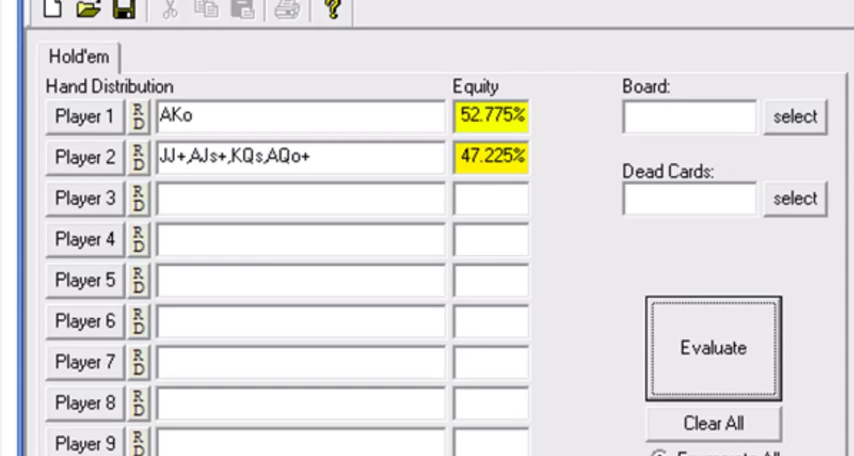 Hold'em
Hand Distribution Equity Board:
Player 1 R D AKo 52.775% select
Player 2 R D JJ+,AJs+,KQs,AQo+ 47.225%
Dead Cards:
Player 3 R D select
Player 4 R D
Player 5 R D
Player 6 R D
Evaluate
Player 7 R D
Player 8 R D
Clear All
Player 9 R D
Enumerate All